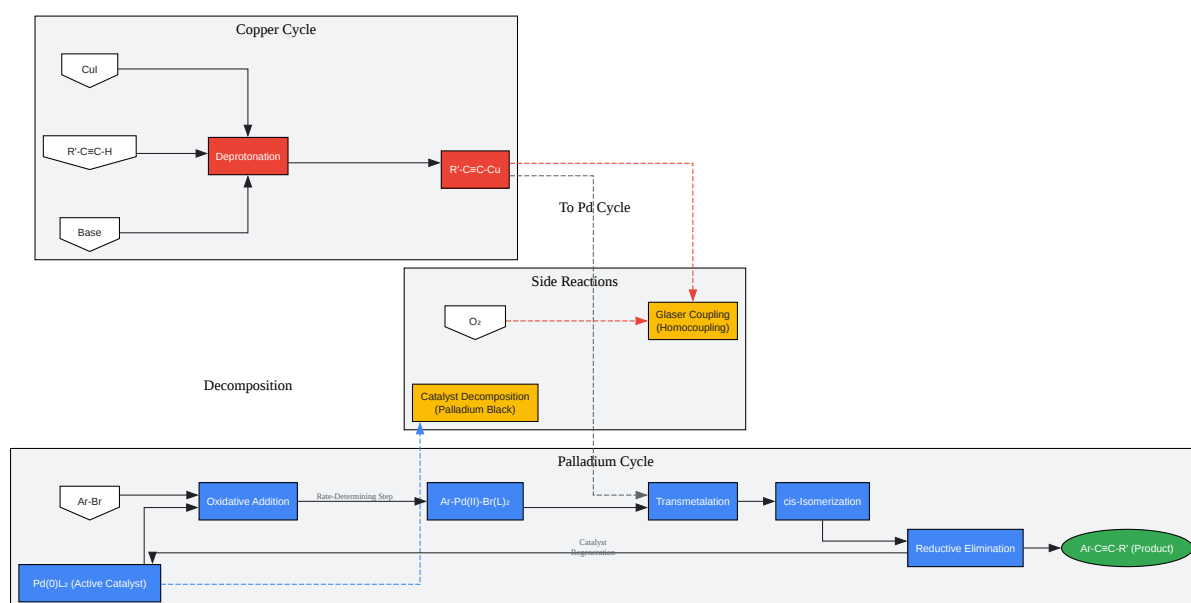 Copper Cycle
CuI
R'-C≡C-H
Deprotonation
R'-C≡C-Cu
Base
To Pd Cycle
Side Reactions
O₂
Glaser Coupling
(Homocoupling)
Decomposition
Catalyst Decomposition
(Palladium Black)
Palladium Cycle
Ar-Br
Oxidative Addition
Rate-Determining Step
Ar-Pd(II)-Br(L)₂
Transmetalation
cis-Isomerization
Catalyst
Regeneration
Reductive Elimination
Ar-C≡C-R' (Product)
Pd(0)L₂ (Active Catalyst)